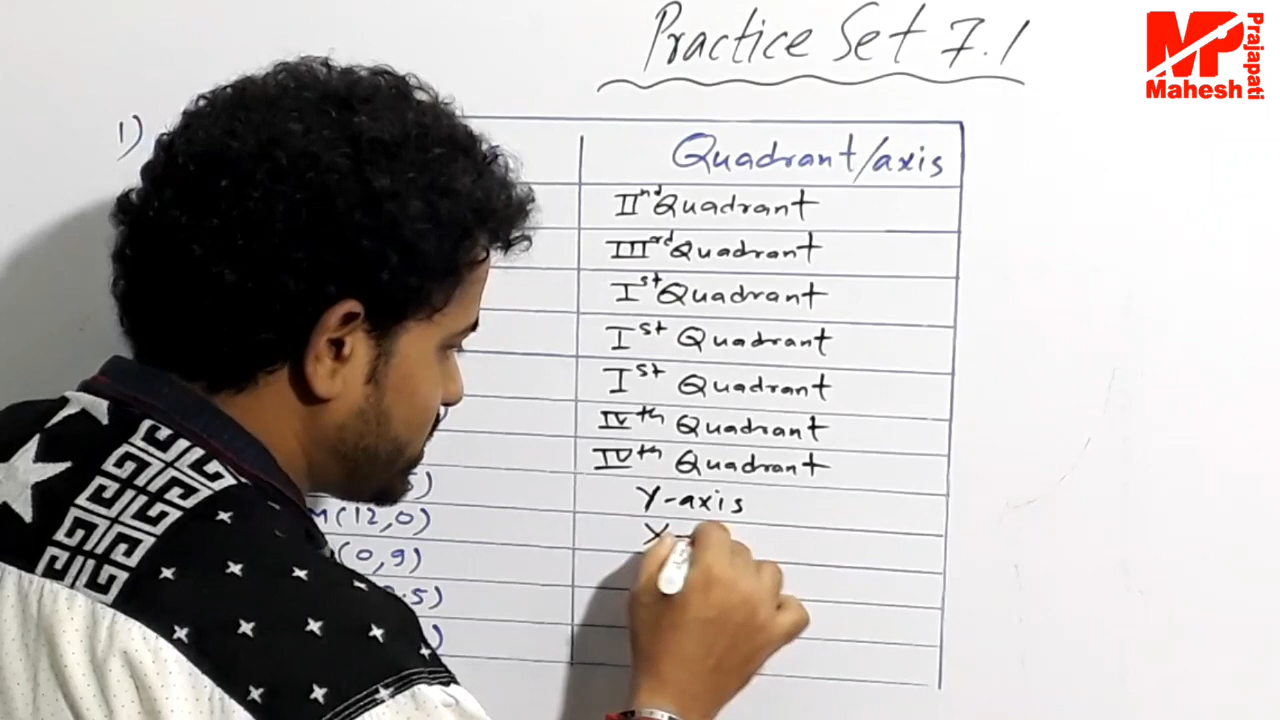 Practice Set 7.1
MP
Mahesh
Prajapati
1)
Quadrant/axis
IInd Quadrant
IIIrd Quadrant
Ist Quadrant
Ist Quadrant
Ist Quadrant
IVth Quadrant
IVth Quadrant
Y-axis
M(12,0) X-
(0,9)
.5)
)